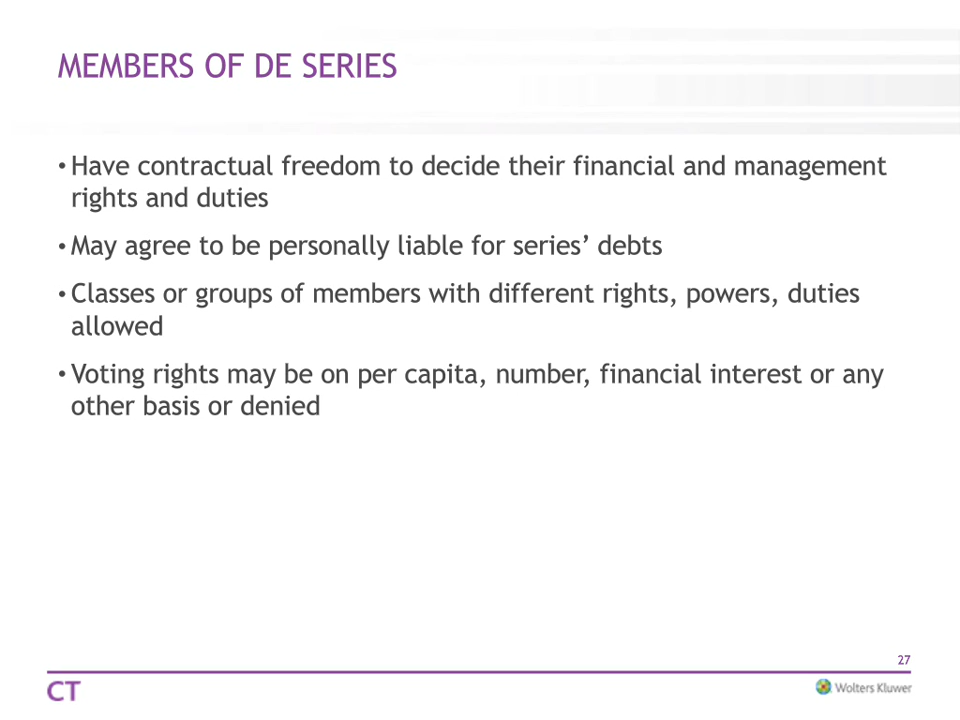 MEMBERS OF DE SERIES
• Have contractual freedom to decide their financial and management
rights and duties
• May agree to be personally liable for series’ debts
• Classes or groups of members with different rights, powers, duties
allowed
• Voting rights may be on per capita, number, financial interest or any
other basis or denied
27
CT
Wolters Kluwer